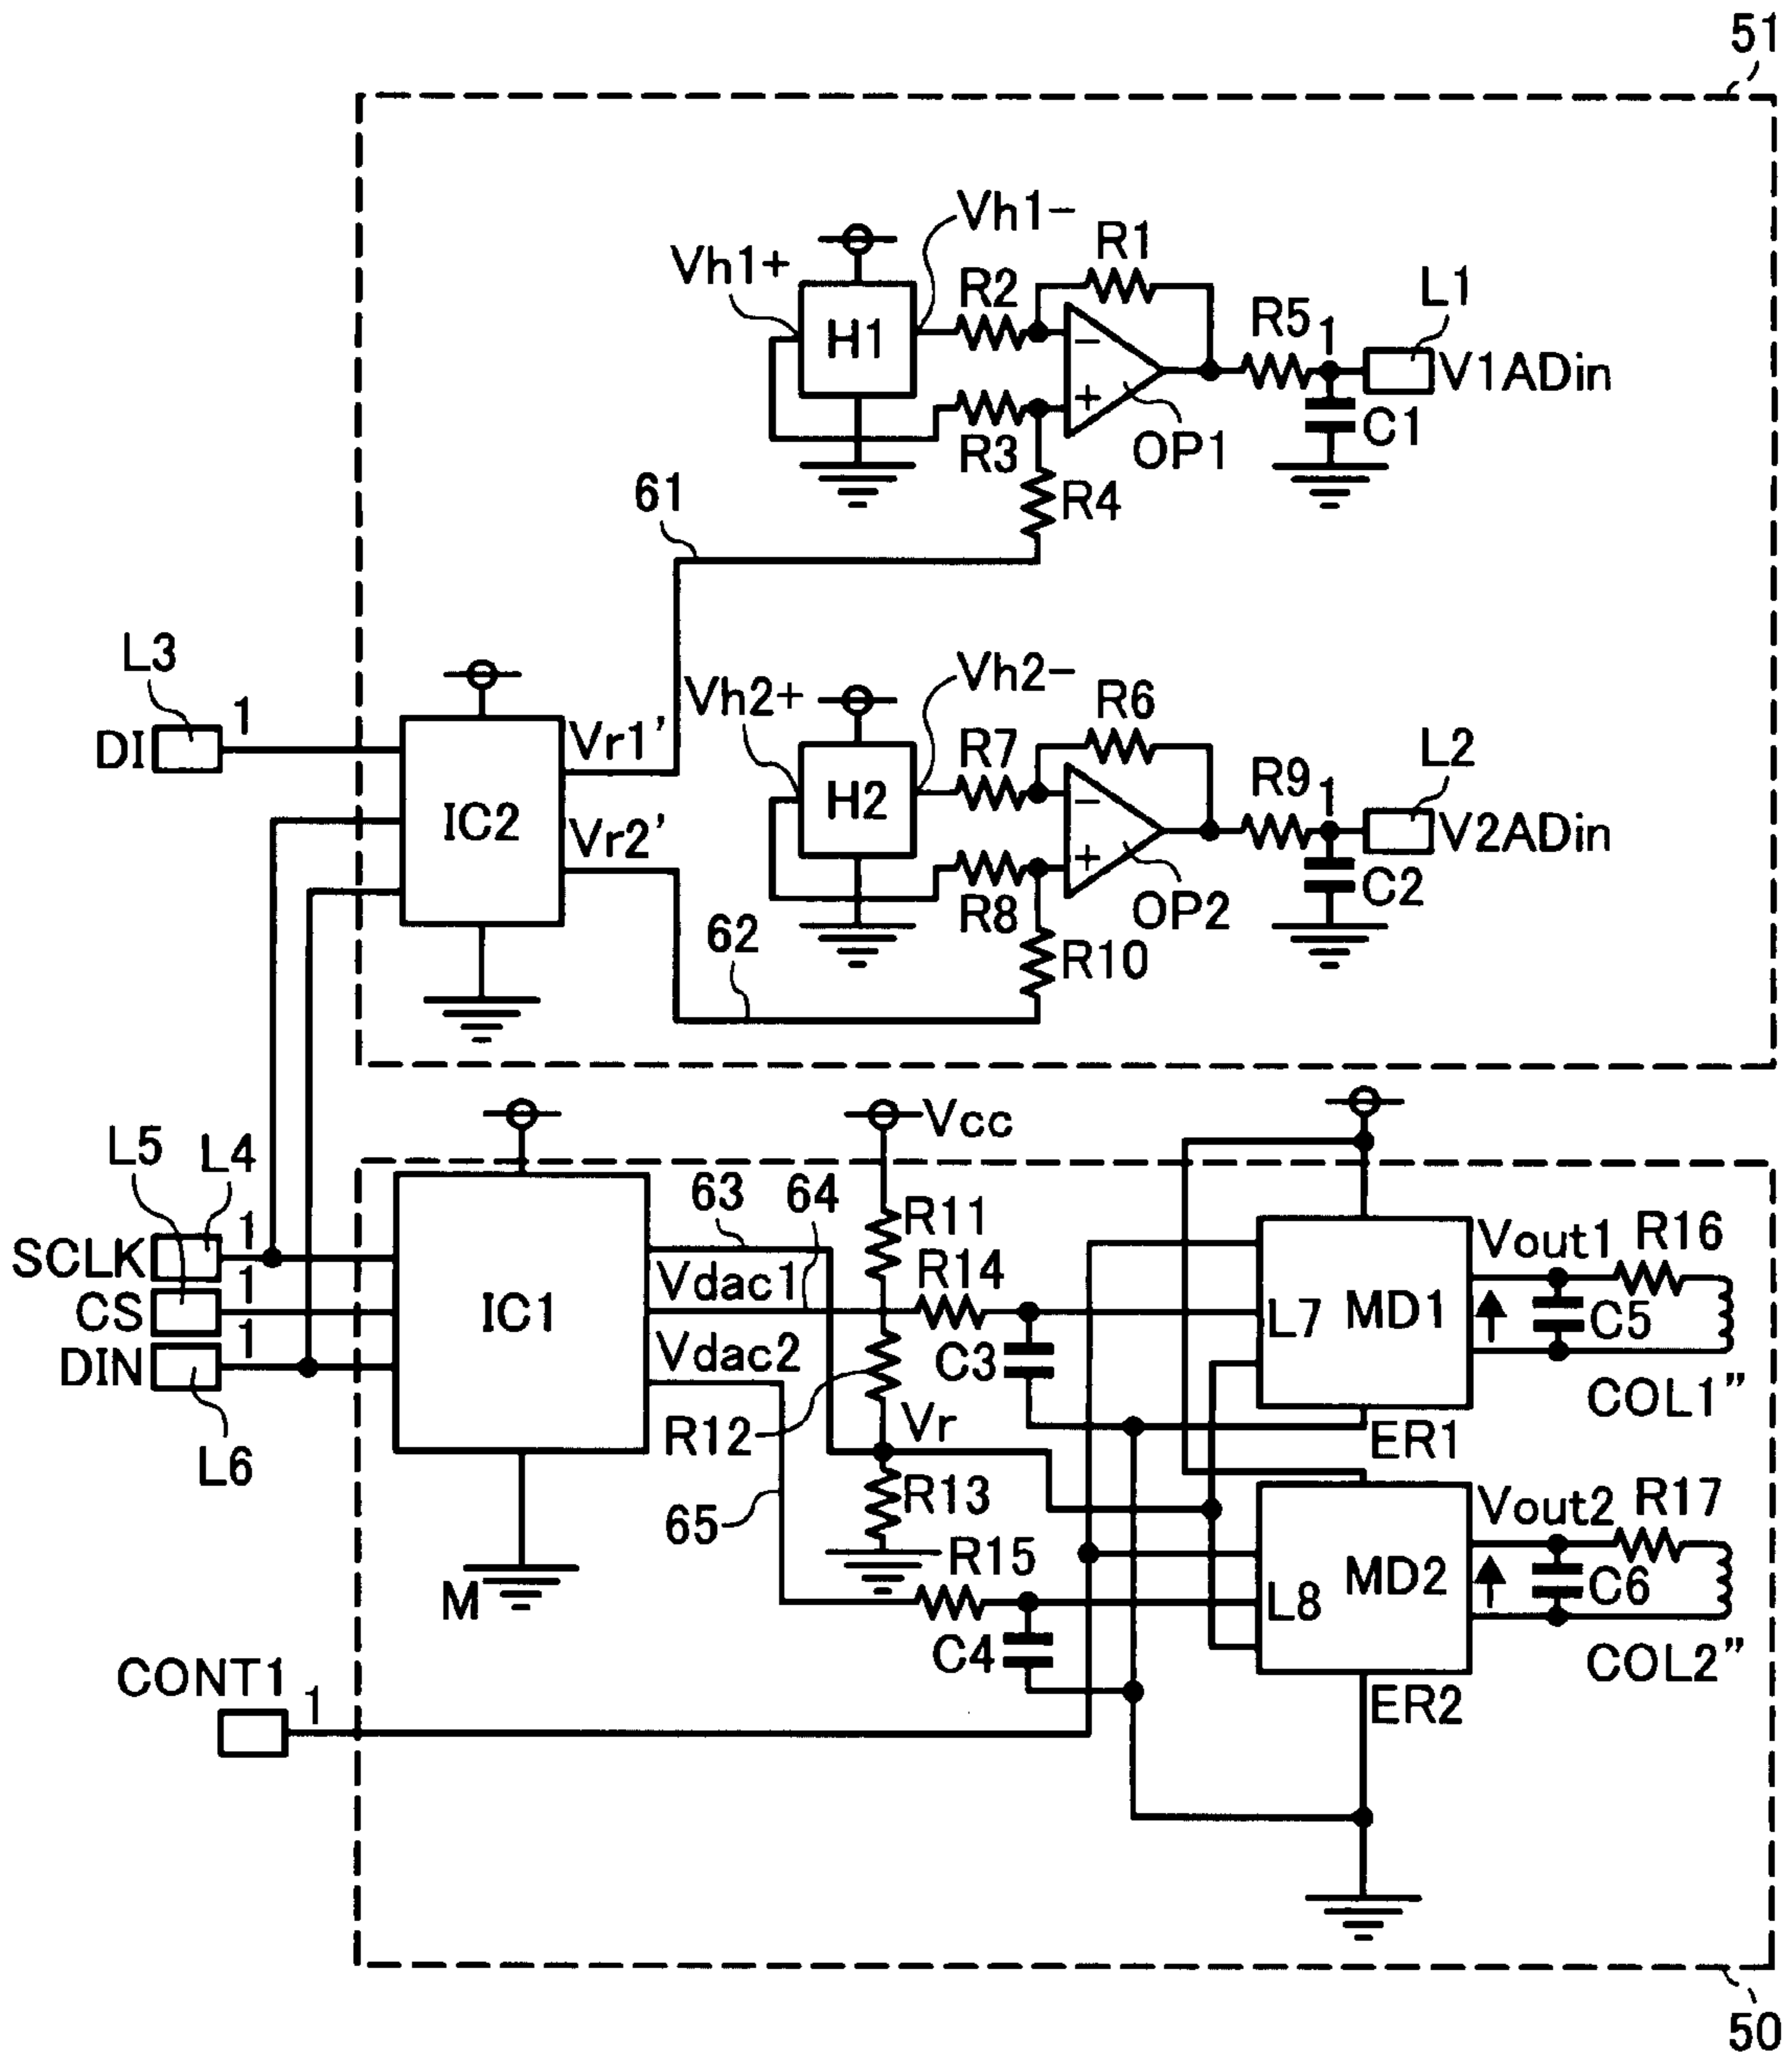 51
Vh1-
R1
Vh1+
R2
L1
R5
1
H1
-
V1ADin
+
C1
R3
OP1
R4
61
L3
Vh2-
1
Vh2+
R6
L2
DI
Vr1'
R7
R9
1
H2
-
IC2
V2ADin
Vr2'
+
C2
R8
OP2
62
R10
Vcc
L5
L4
63
64
R11
1
Vout1
R16
SCLK
R14
1
Vdac1
CS
IC1
L7
MD1
C5
1
Vdac2
C3
DIN
COL1"
R12
Vr
ER1
L6
R13
Vout2
R17
65
R15
MD2
C6
M
L8
C4
COL2"
CONT1
1
ER2
50